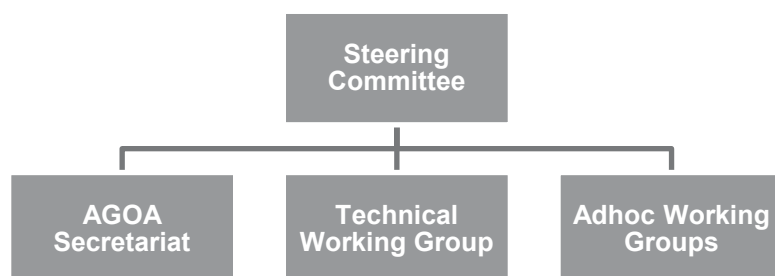 Steering
Committee
AGOA
Secretariat
Technical
Working Group
Adhoc Working
Groups